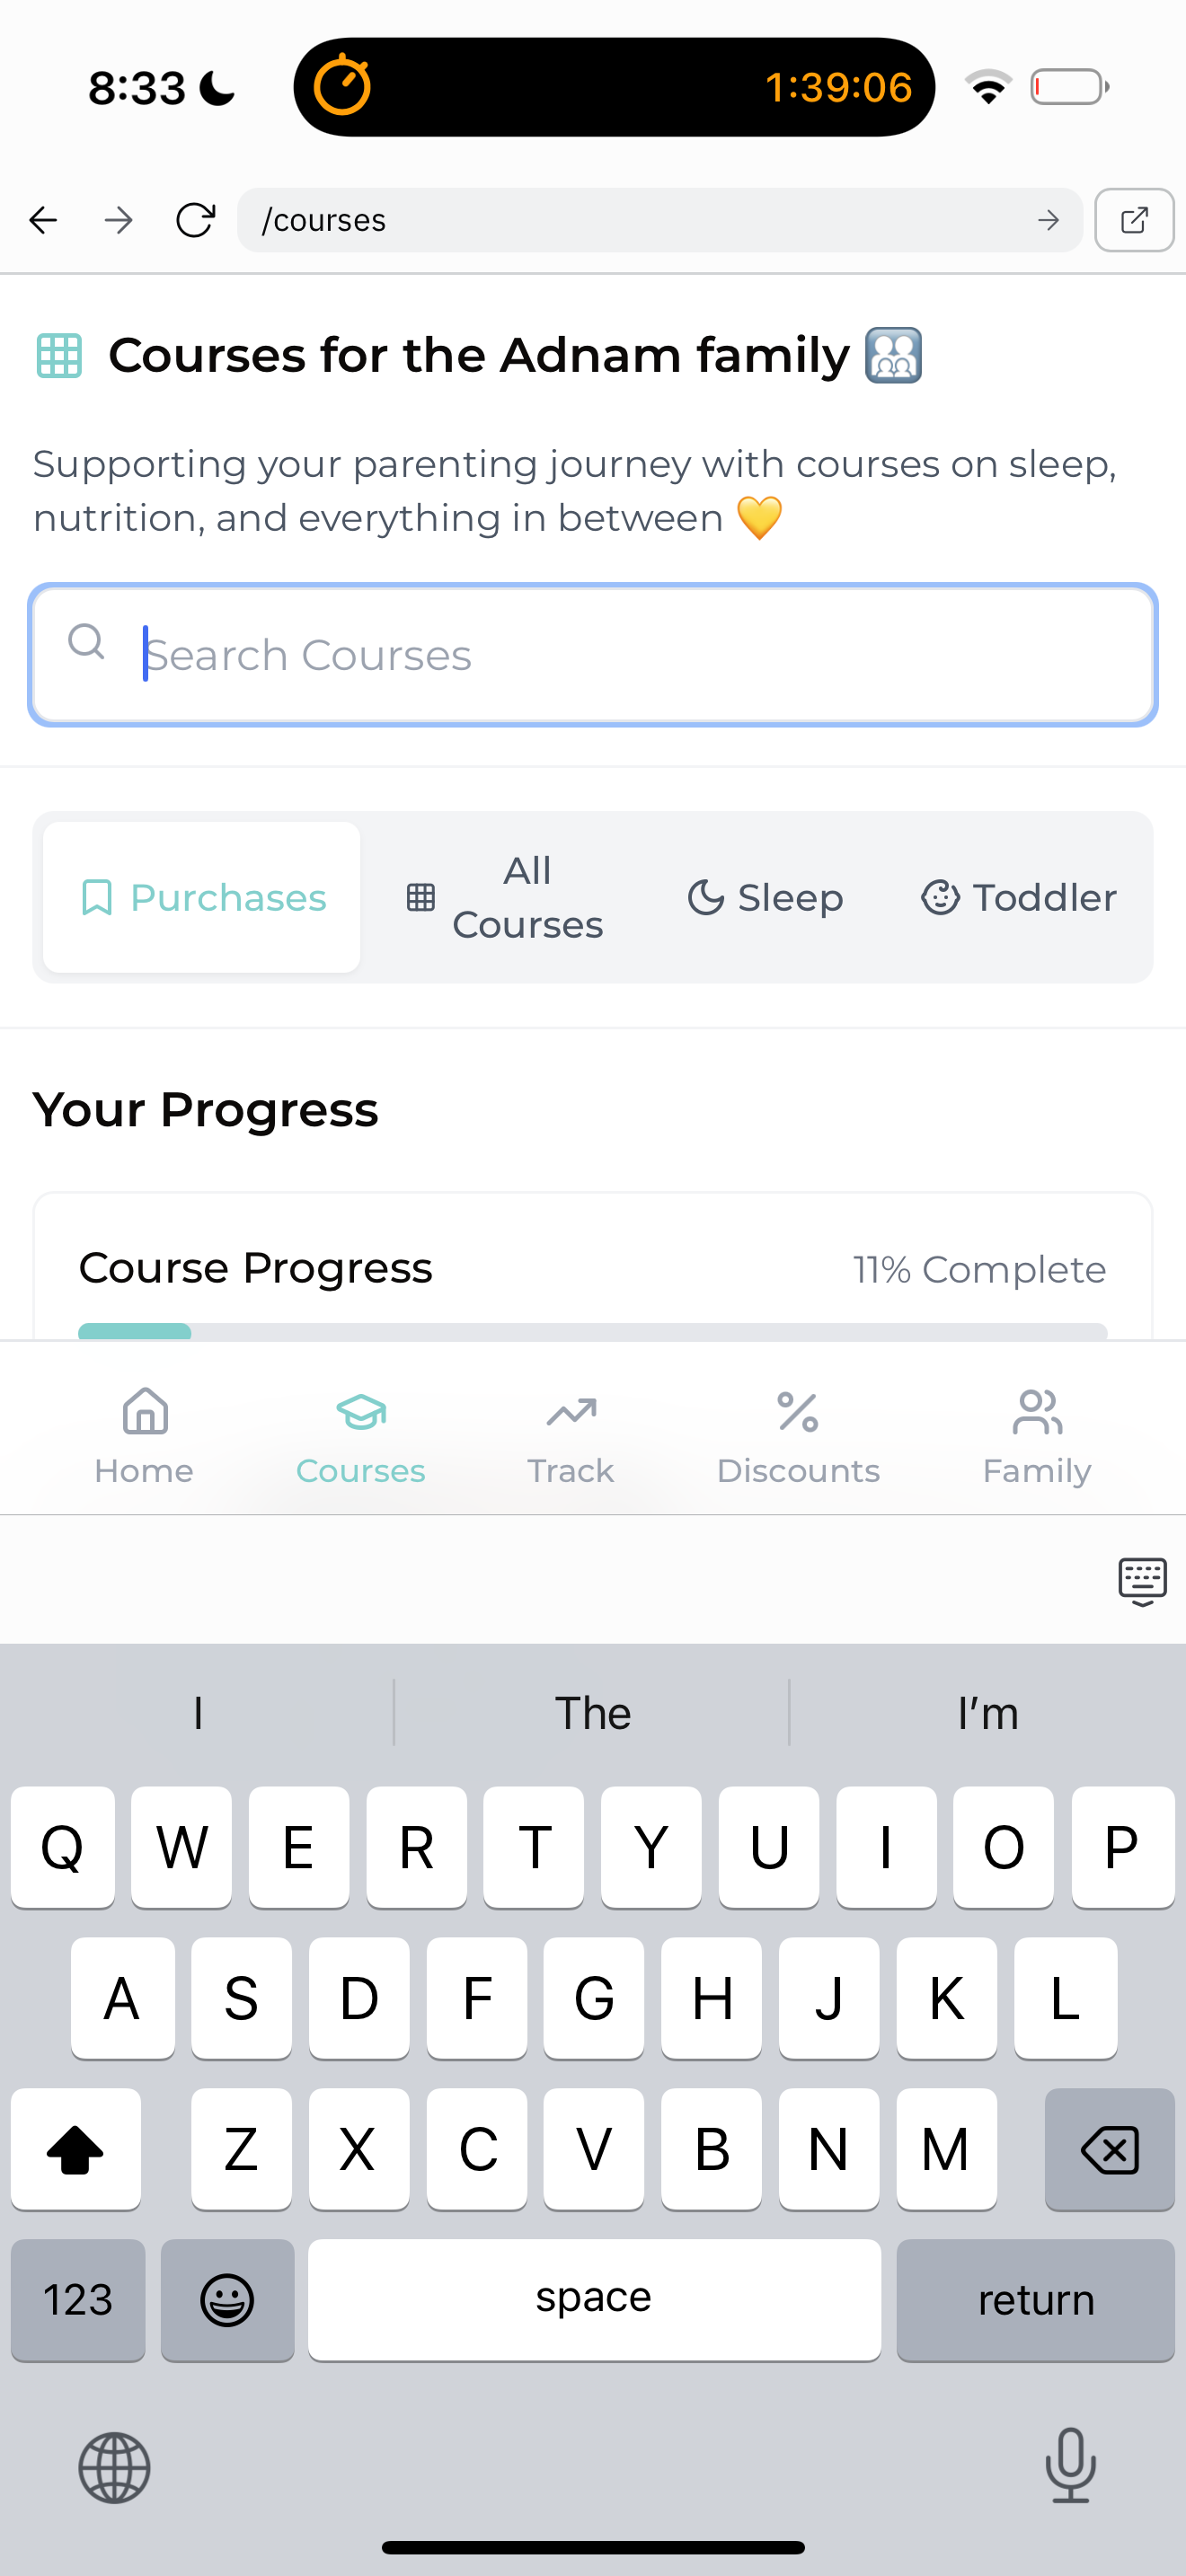 8:33
1:39:06
/courses
Courses for the Adnam family
Supporting your parenting journey with courses on sleep,
nutrition, and everything in between 💛
Search Courses
Purchases
All
Courses
Sleep
Toddler
Your Progress
Course Progress
11% Complete
Home
Courses
Track
Discounts
Family
I
The
I’m
Q W E R T Y U I O P
A S D F G H J K L
Z X C V B N M
123
space
return